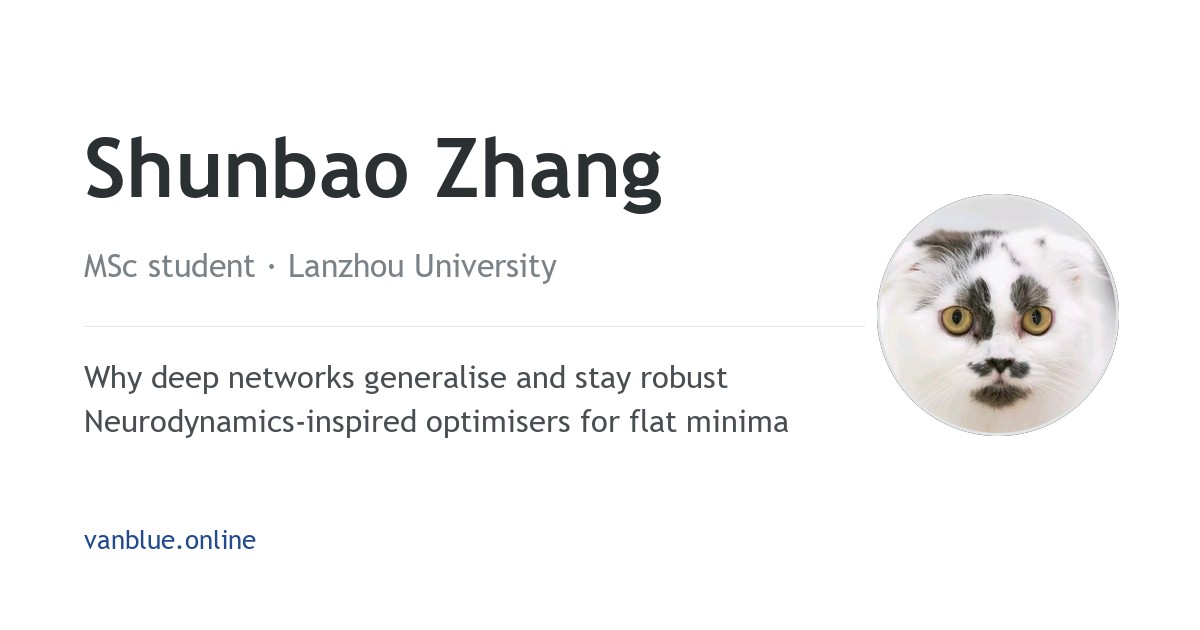 Shunbao Zhang
MSc student · Lanzhou University
Why deep networks generalise and stay robust
Neurodynamics-inspired optimisers for flat minima
vanblue.online